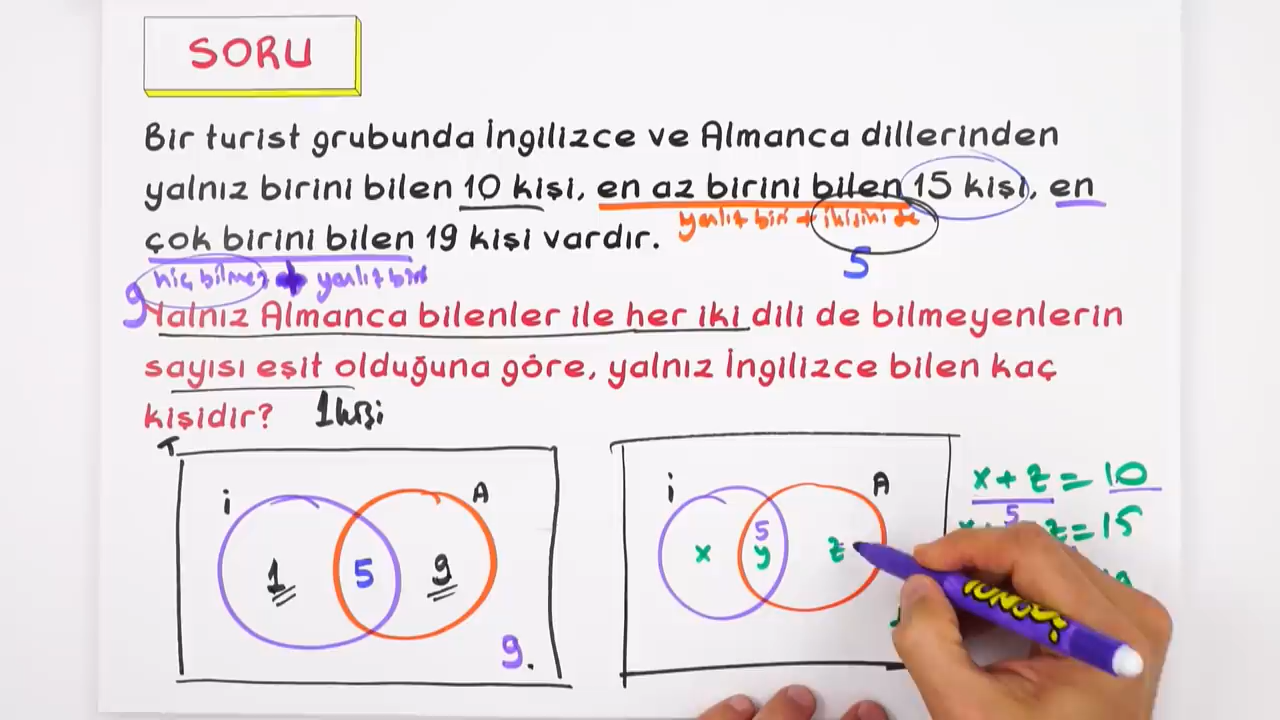 SORU
Bir turist grubunda İngilizce ve Almanca dillerinden
yalnız birini bilen 10 kişi, en az birini bilen 15 kişi, en
yalnız biri + ikisini de
çok birini bilen 19 kişi vardır.
5
hiç bilmez + yalnız biri
9
Yalnız Almanca bilenler ile her iki dili de bilmeyenlerin
sayısı eşit olduğuna göre, yalnız İngilizce bilen kaç
kişidir? 1 kişi
T
İ A
1 5 9
9.
İ A
x 5 y z
x + z = 10
5
z = 15